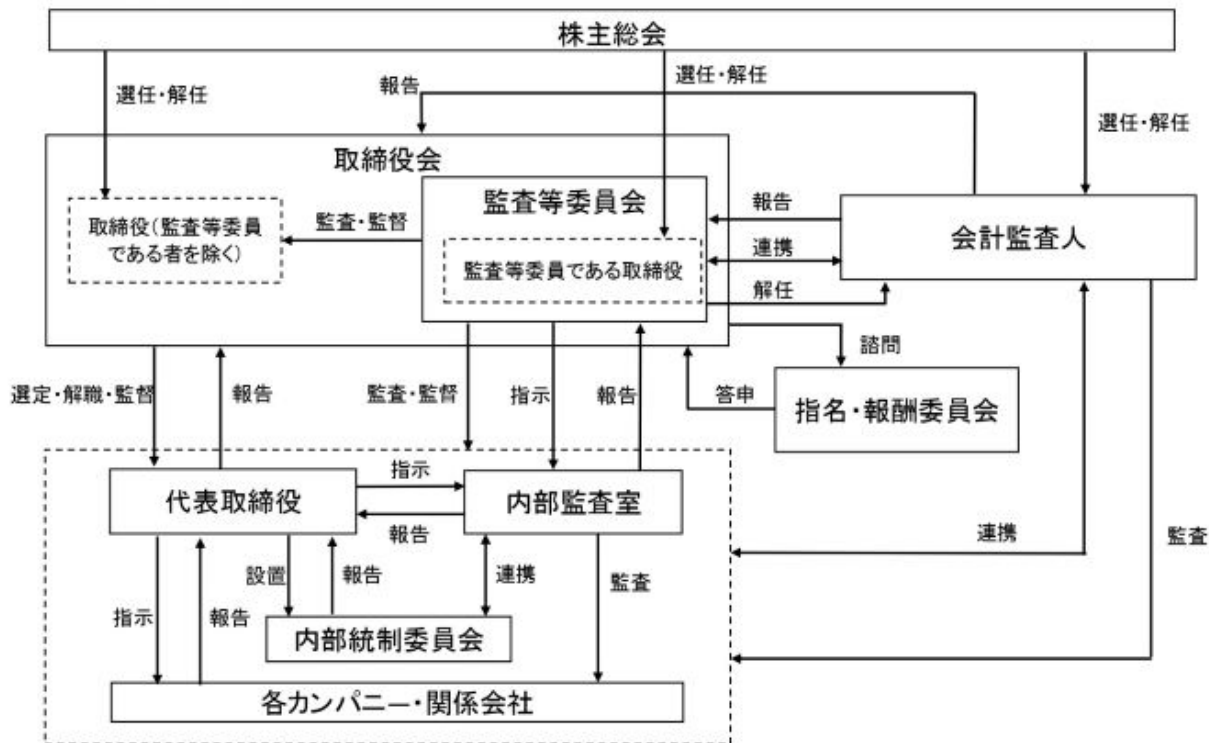 株主総会
選任・解任
報告
選任・解任
選任・解任
取締役会
監査等委員会
取締役(監査等委員
である者を除く)
監査・監督
監査等委員である取締役
報告
連携
解任
会計監査人
諮問
選定・解職・監督
報告
監査・監督
指示
報告
答申
指名・報酬委員会
代表取締役
指示
報告
内部監査室
連携
監査
設置
報告
連携
監査
指示
報告
内部統制委員会
各カンパニー・関係会社